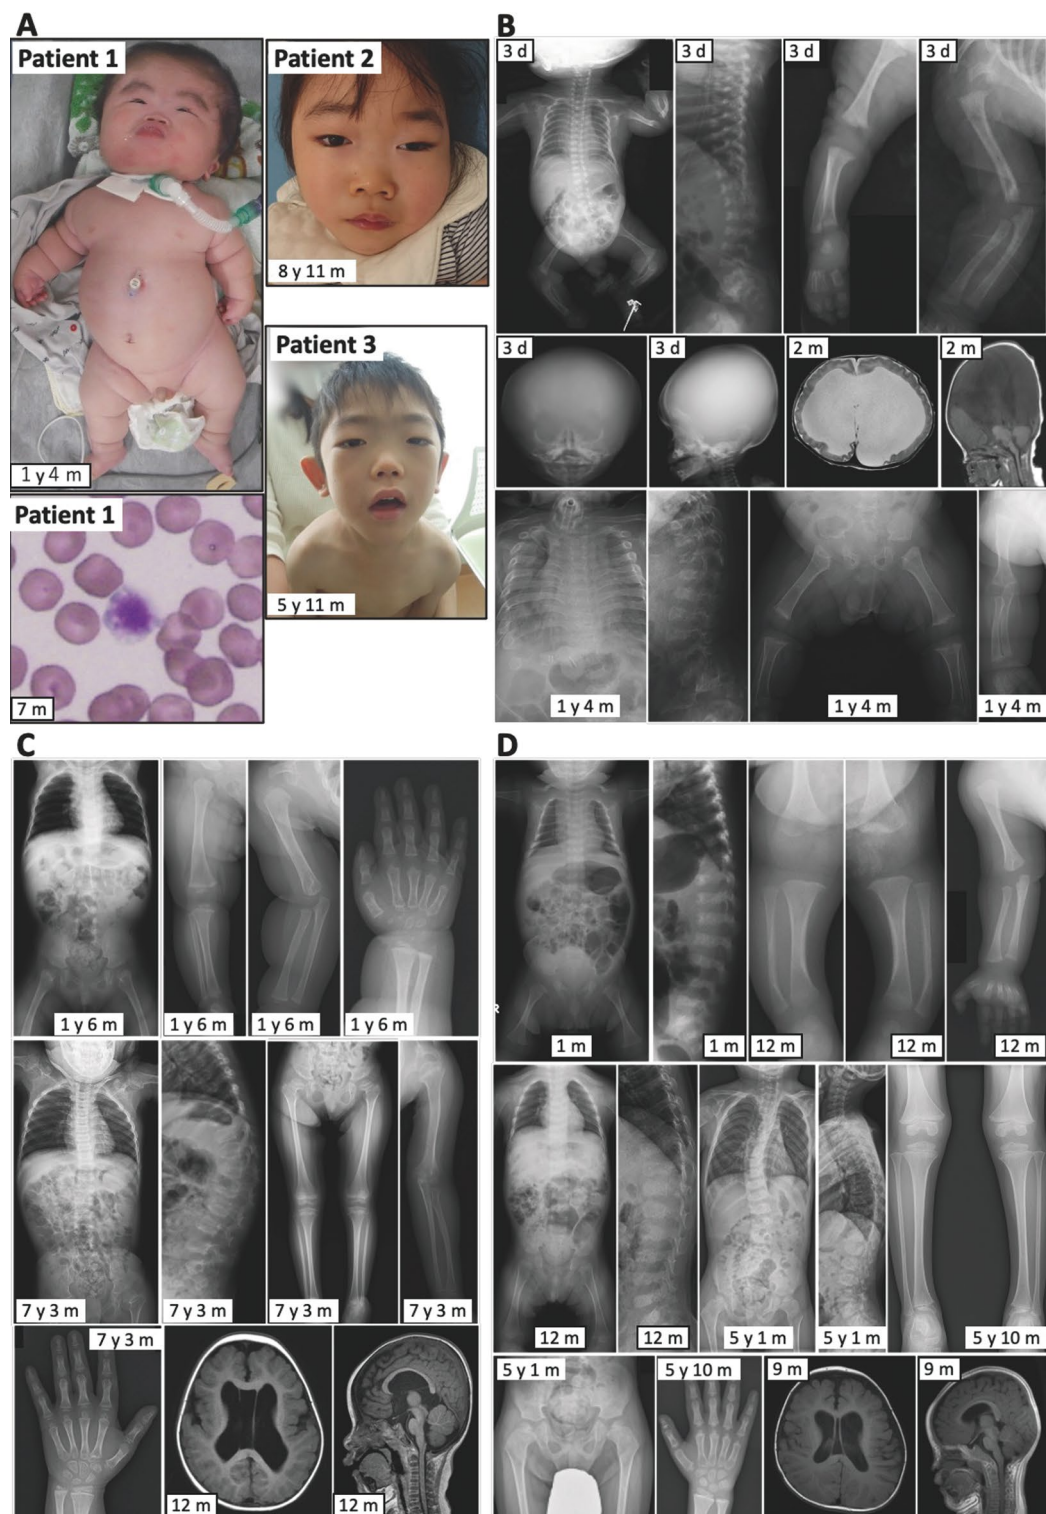 A
Patient 1
1 y 4 m
Patient 2
8 y 11 m
Patient 3
5 y 11 m
Patient 1
7 m
B
3 d
3 d
3 d
3 d
3 d
3 d
2 m
2 m
1 y 4 m
1 y 4 m
1 y 4 m
C
1 y 6 m
1 y 6 m
1 y 6 m
1 y 6 m
7 y 3 m
7 y 3 m
7 y 3 m
7 y 3 m
7 y 3 m
12 m
12 m
D
R
1 m
1 m
12 m
12 m
12 m
12 m
12 m
5 y 1 m
5 y 1 m
5 y 10 m
5 y 1 m
5 y 10 m
9 m
9 m